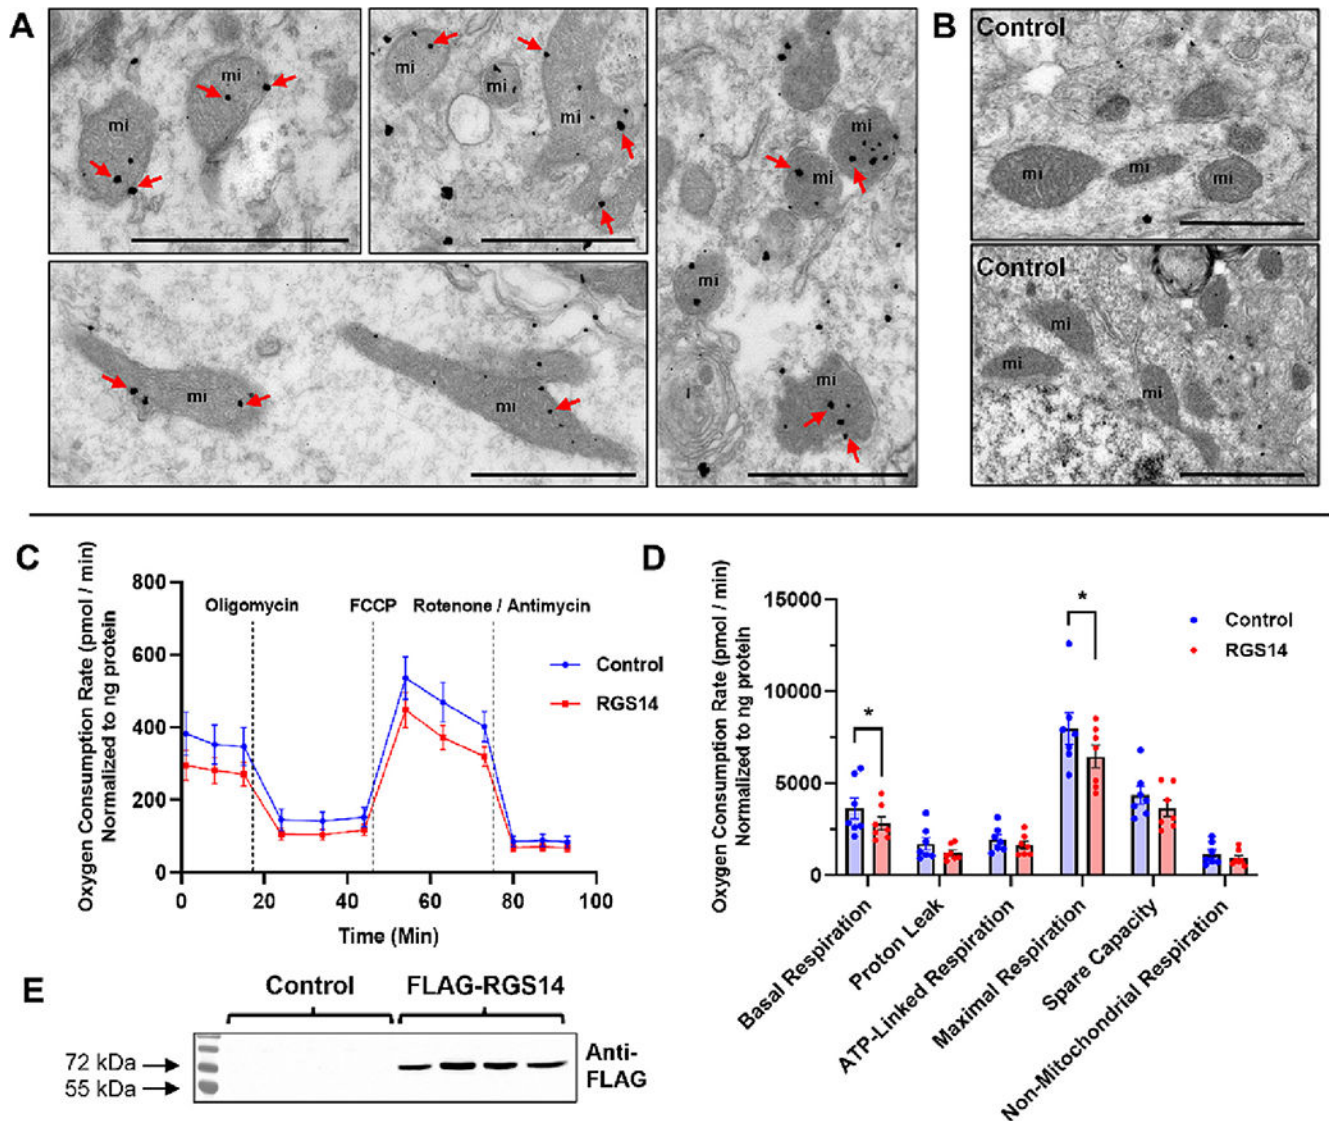 A
mi
mi
mi
mi
mi
mi
mi
mi
mi
mi
mi
mi
l
B
Control
mi
mi
mi
Control
mi
mi
mi
C
Oxygen Consumption Rate (pmol / min)
Normalized to ng protein
800
600
400
200
0
Oligomycin
FCCP
Rotenone / Antimycin
Control
RGS14
0
20
40
60
80
100
Time (Min)
D
Oxygen Consumption Rate (pmol / min)
Normalized to ng protein
15000
10000
5000
0
*
*
Control
RGS14
Basal Respiration
Proton Leak
ATP-Linked Respiration
Maximal Respiration
Spare Capacity
Non-Mitochondrial Respiration
E
Control
FLAG-RGS14
72 kDa
55 kDa
Anti-
FLAG